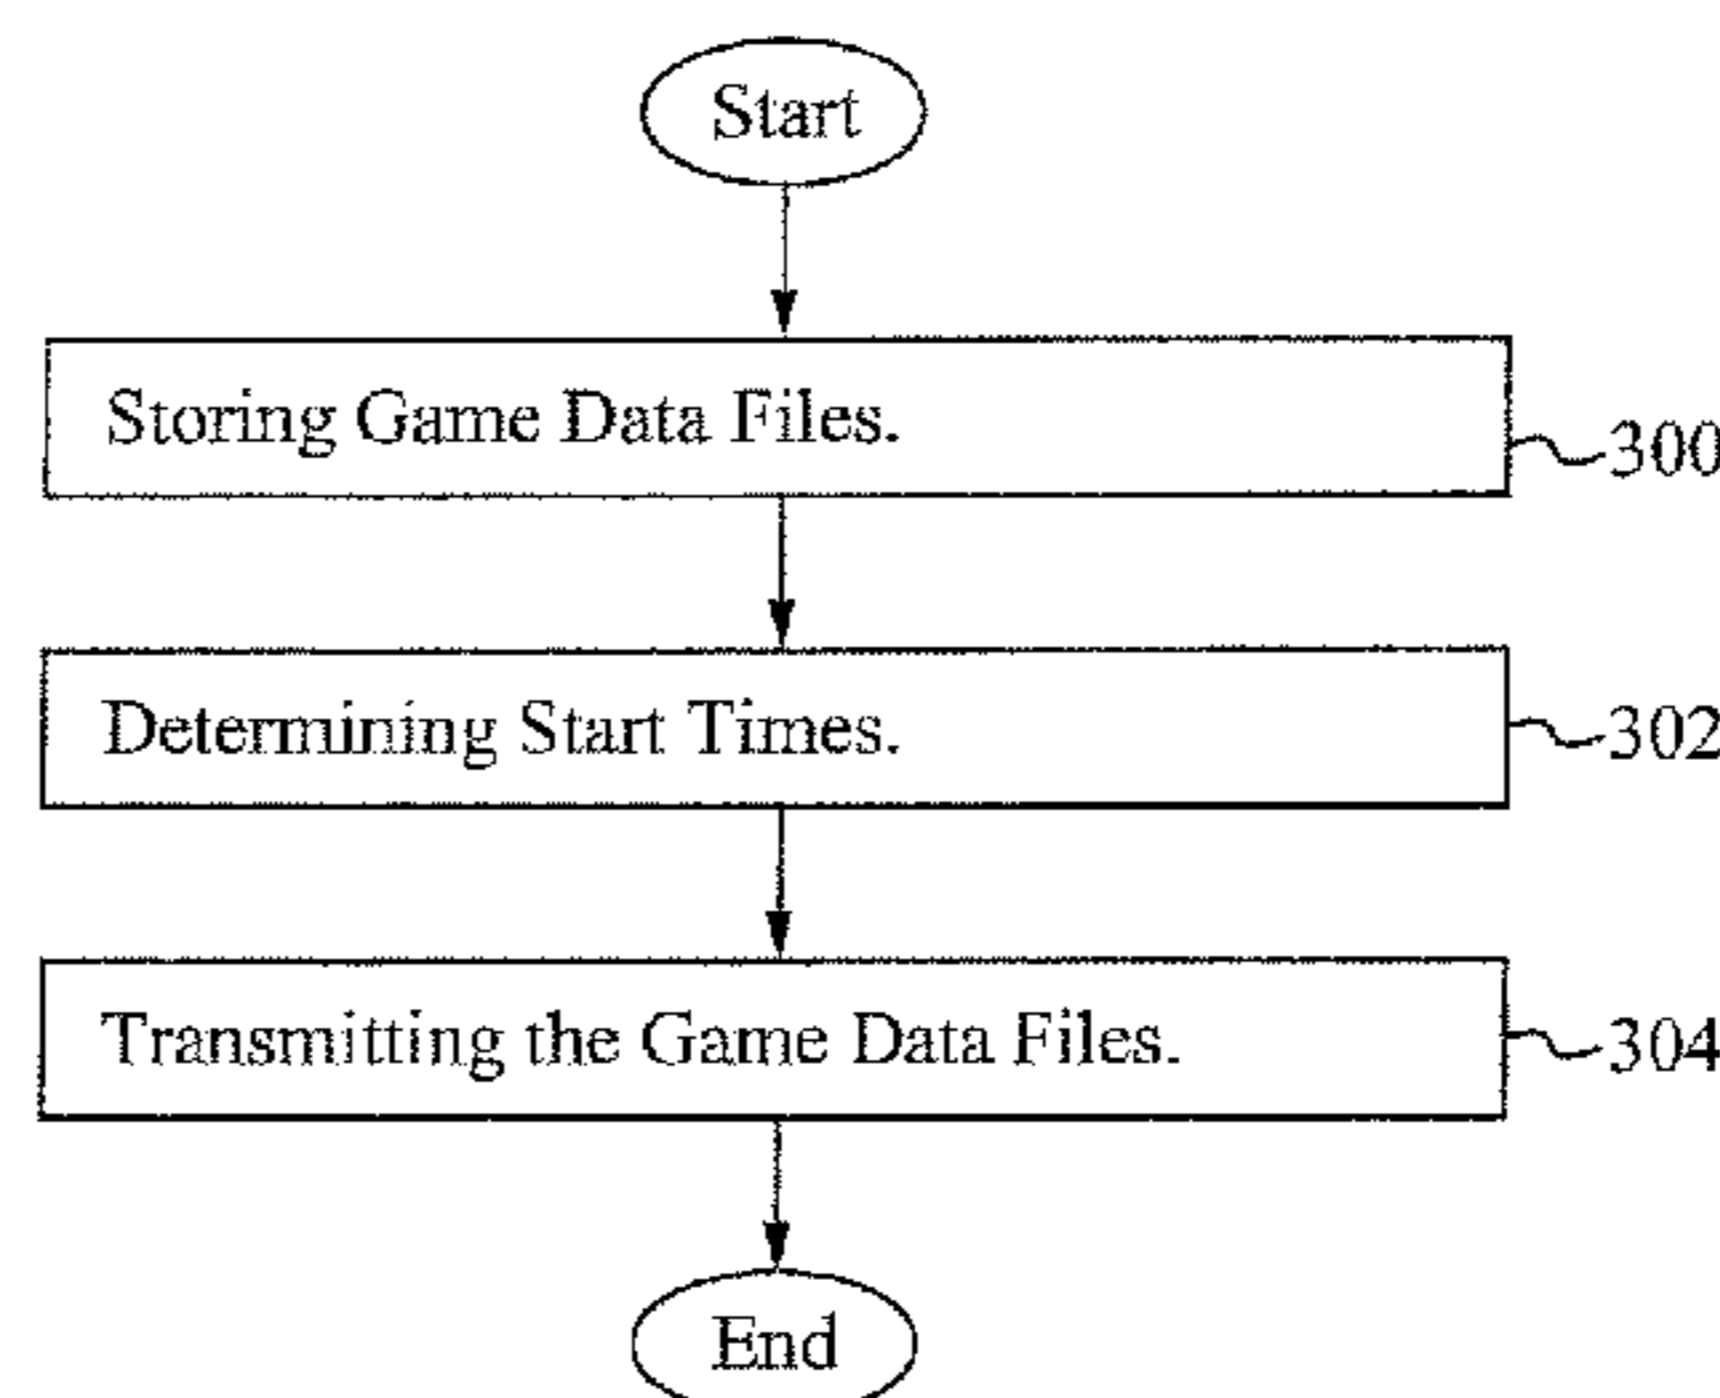 Start
Storing Game Data Files.
300
Determining Start Times.
302
Transmitting the Game Data Files.
304
End